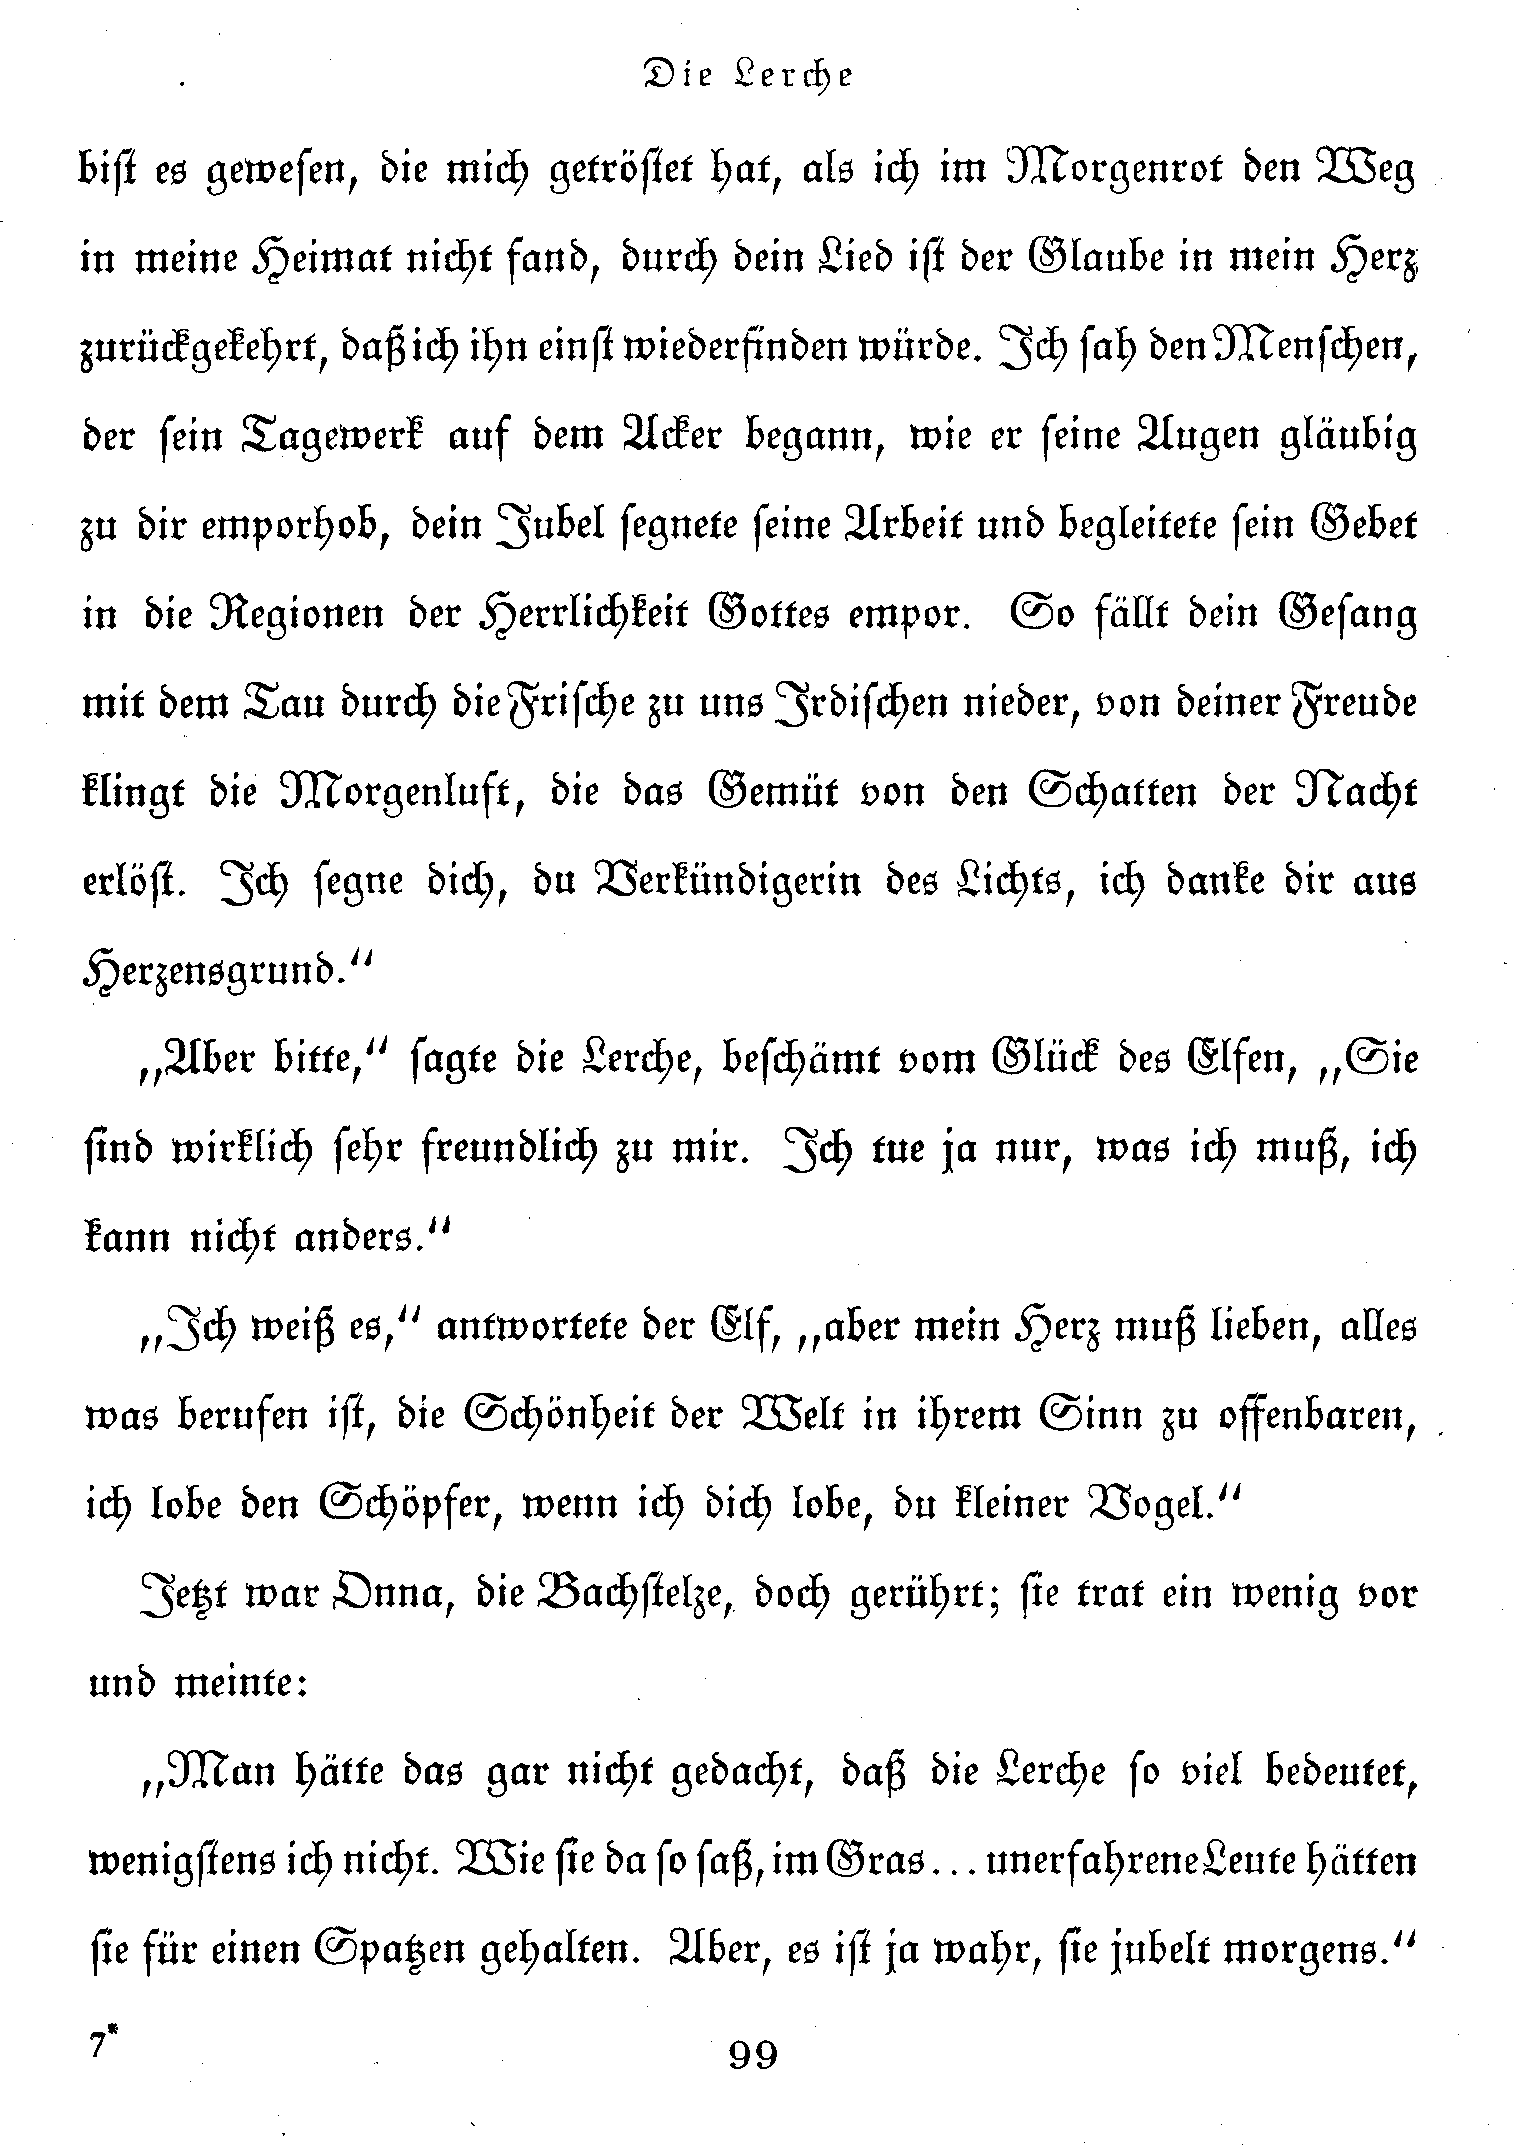 Die Lerche
bist es gewesen, die mich getröstet hat, als ich im Morgenrot den Weg
in meine Heimat nicht fand, durch dein Lied ist der Glaube in mein Herz
zurückgekehrt, daß ich ihn einst wiederfinden würde. Ich sah den Menschen,
der sein Tagewerk auf dem Acker begann, wie er seine Augen gläubig
zu dir emporhob, dein Jubel segnete seine Arbeit und begleitete sein Gebet
in die Regionen der Herrlichkeit Gottes empor. So fällt dein Gesang
mit dem Tau durch die Frische zu uns Irdischen nieder, von deiner Freude
klingt die Morgenluft, die das Gemüt von den Schatten der Nacht
erlöst. Ich segne dich, du Verkündigerin des Lichts, ich danke dir aus
Herzensgrund.“
„Aber bitte,“ sagte die Lerche, beschämt vom Glück des Elfen, „Sie
sind wirklich sehr freundlich zu mir. Ich tue ja nur, was ich muß, ich
kann nicht anders.“
„Ich weiß es,“ antwortete der Elf, „aber mein Herz muß lieben, alles
was berufen ist, die Schönheit der Welt in ihrem Sinn zu offenbaren,
ich lobe den Schöpfer, wenn ich dich lobe, du kleiner Vogel.“
Jetzt war Onna, die Bachstelze, doch gerührt; sie trat ein wenig vor
und meinte:
„Man hätte das gar nicht gedacht, daß die Lerche so viel bedeutet,
wenigstens ich nicht. Wie sie da so saß, im Gras... unerfahrene Leute hätten
sie für einen Spatzen gehalten. Aber, es ist ja wahr, sie jubelt morgens.“
7*
99